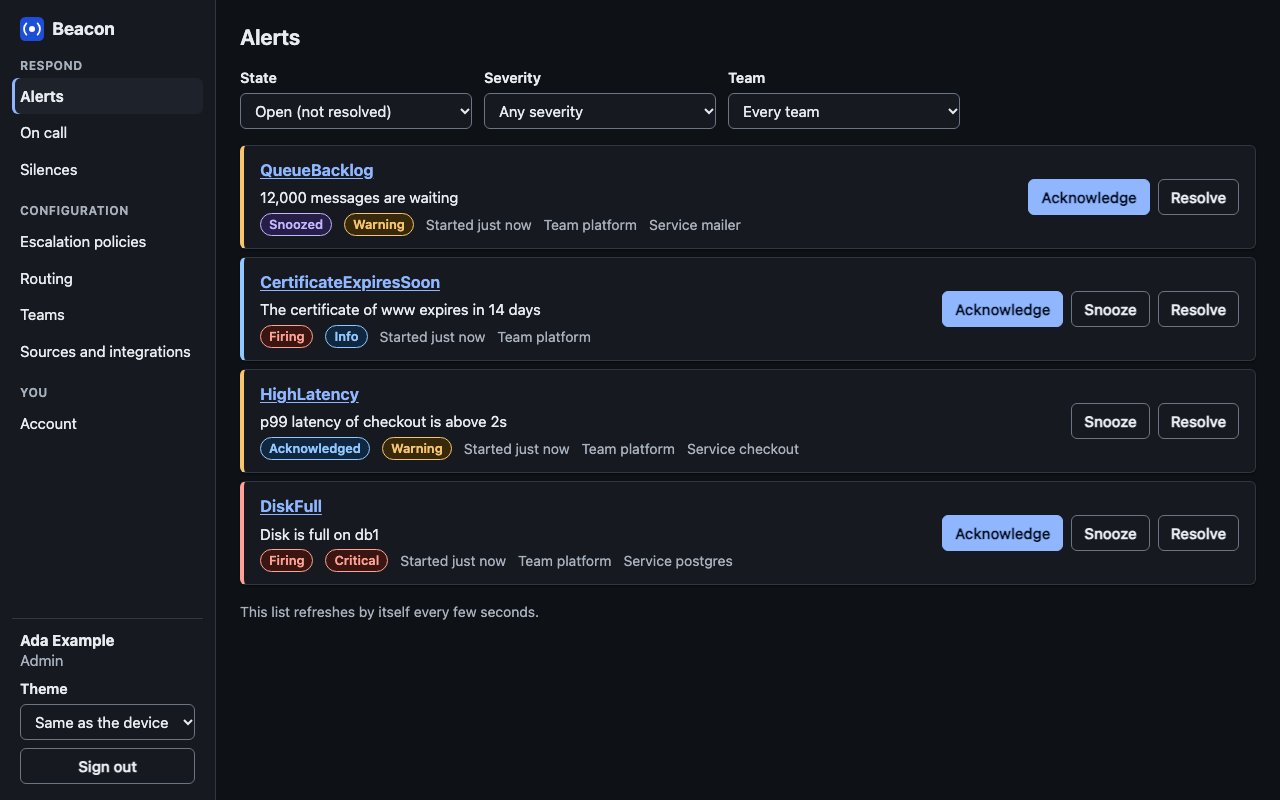 Beacon
RESPOND
Alerts
On call
Silences
CONFIGURATION
Escalation policies
Routing
Teams
Sources and integrations
YOU
Account
Ada Example
Admin
Theme
Same as the device
Sign out
Alerts
State Severity Team
Open (not resolved) Any severity Every team
QueueBacklog
12,000 messages are waiting
Snoozed Warning Started just now Team platform Service mailer
Acknowledge Resolve
CertificateExpiresSoon
The certificate of www expires in 14 days
Firing Info Started just now Team platform
Acknowledge Snooze Resolve
HighLatency
p99 latency of checkout is above 2s
Acknowledged Warning Started just now Team platform Service checkout
Snooze Resolve
DiskFull
Disk is full on db1
Firing Critical Started just now Team platform Service postgres
Acknowledge Snooze Resolve
This list refreshes by itself every few seconds.